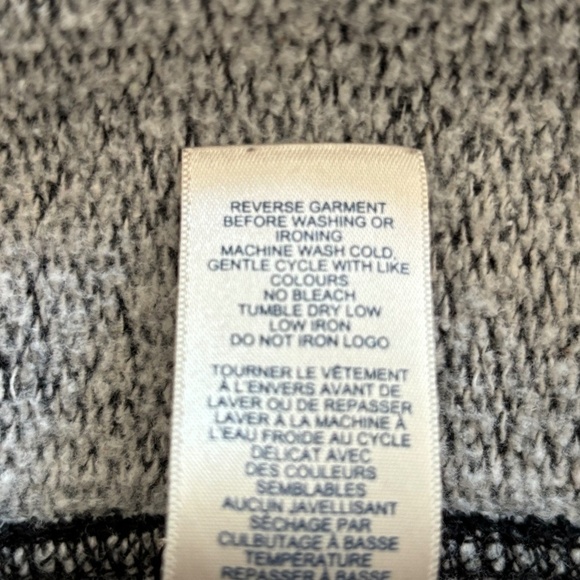 REVERSE GARMENT
BEFORE WASHING OR
IRONING
MACHINE WASH COLD,
GENTLE CYCLE WITH LIKE
COLOURS
NO BLEACH
TUMBLE DRY LOW
LOW IRON
DO NOT IRON LOGO
TOURNER LE VÊTEMENT
À L'ENVERS AVANT DE
LAVER OU DE REPASSER
LAVER À LA MACHINE À
L'EAU FROIDE AU CYCLE
DÉLICAT AVEC
DES COULEURS
SEMBLABLES
AUCUN JAVELLISANT
SÉCHAGE PAR
CULBUTAGE À BASSE
TEMPÉRATURE
REPASSER À BASSE